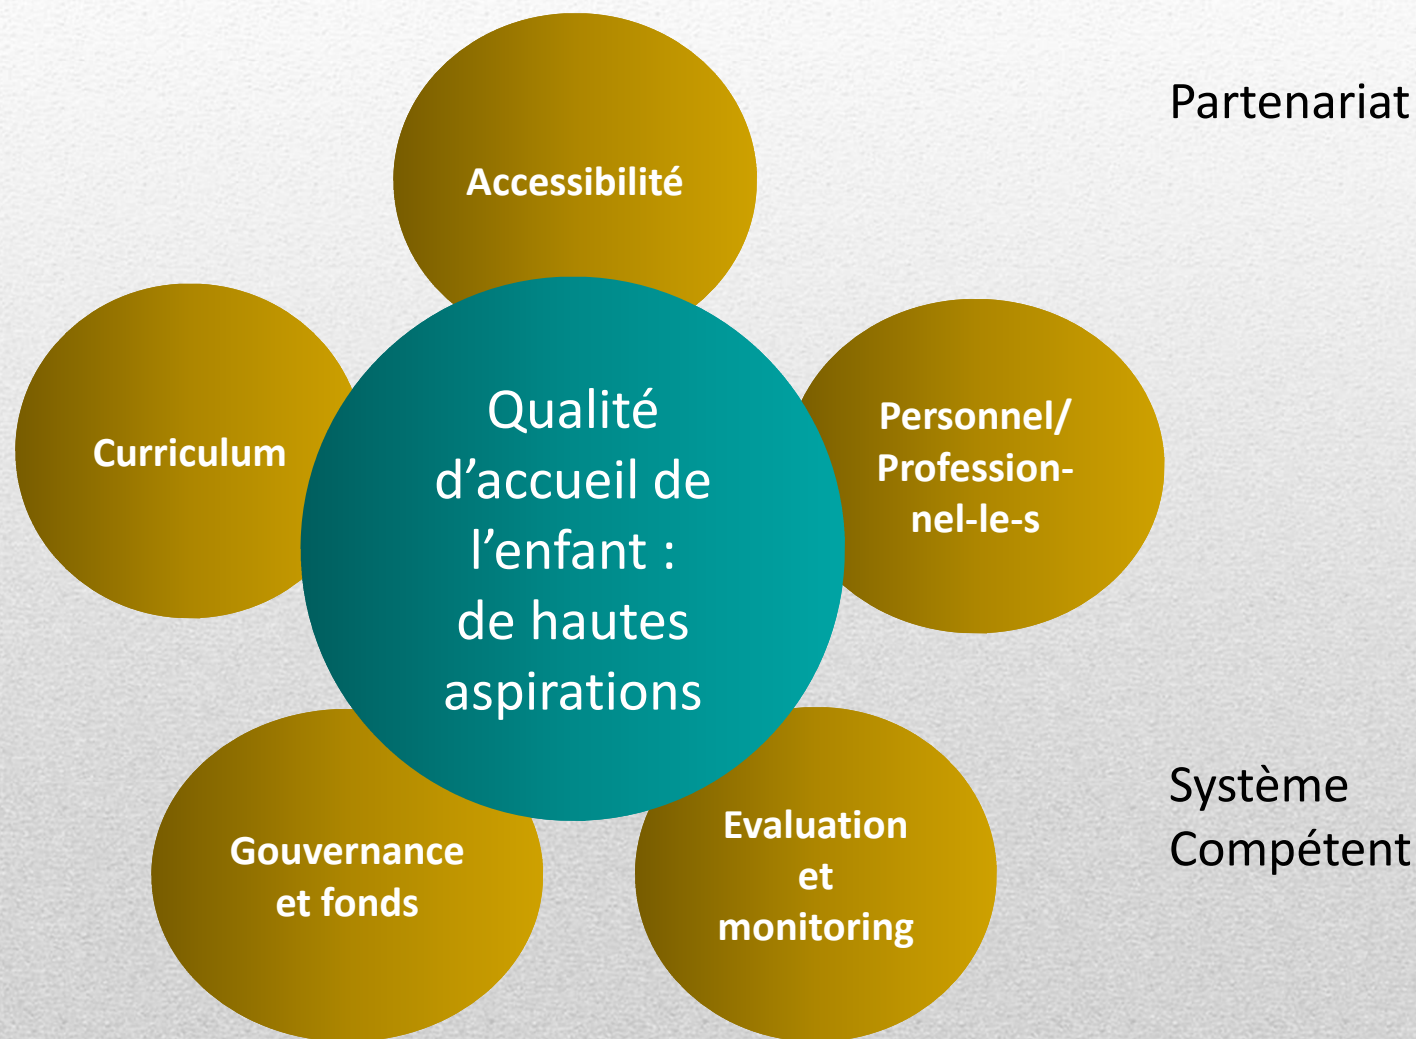 Partenariat
Accessibilité
Curriculum
Qualité
d’accueil de
l’enfant :
de hautes
aspirations
Personnel/
Profession-
nel-le-s
Gouvernance
et fonds
Evaluation
et
monitoring
Système
Compétent